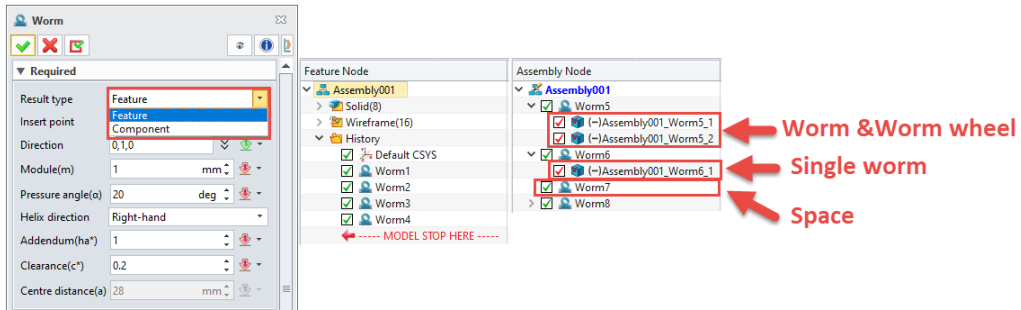 Worm
Required
Result type Feature
Feature
Component
Insert point
Direction 0,1,0
Module(m) 1 mm
Pressure angle(α) 20 deg
Helix direction Right-hand
Addendum(ha*) 1
Clearance(c*) 0.2
Centre distance(a) 28 mm
Feature Node
Assembly001
Solid(8)
Wireframe(16)
History
Default CSYS
Worm1
Worm2
Worm3
Worm4
----- MODEL STOP HERE -----
Assembly Node
Assembly001
Worm5
(-)Assembly001_Worm5_1
(-)Assembly001_Worm5_2
Worm6
(-)Assembly001_Worm6_1
Worm7
Worm8
Worm &Worm wheel
Single worm
Space